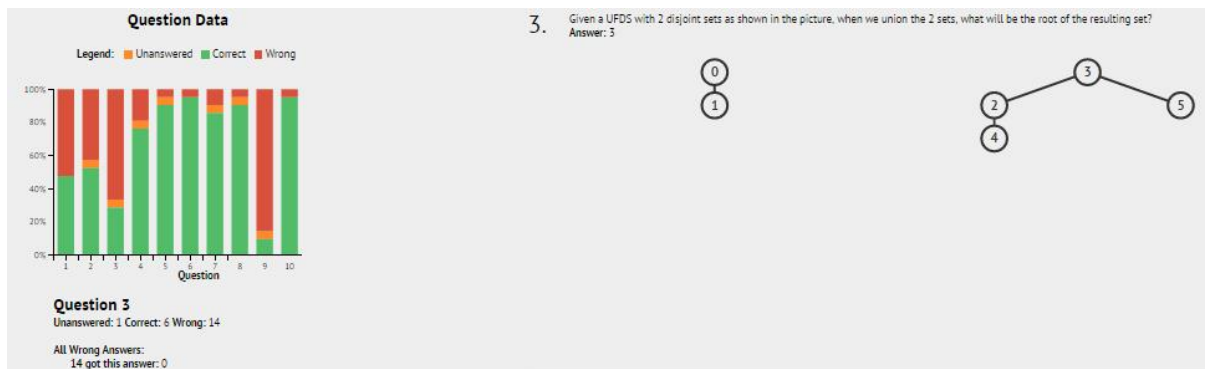 Question Data
Legend: Unanswered Correct Wrong
100%
80%
60%
40%
20%
0%
1 2 3 4 5 6 7 8 9 10
Question
Question 3
Unanswered: 1 Correct: 6 Wrong: 14
All Wrong Answers:
14 got this answer: 0
3. Given a UFDS with 2 disjoint sets as shown in the picture, when we union the 2 sets, what will be the root of the resulting set?
Answer: 3
0
1
3
2
5
4